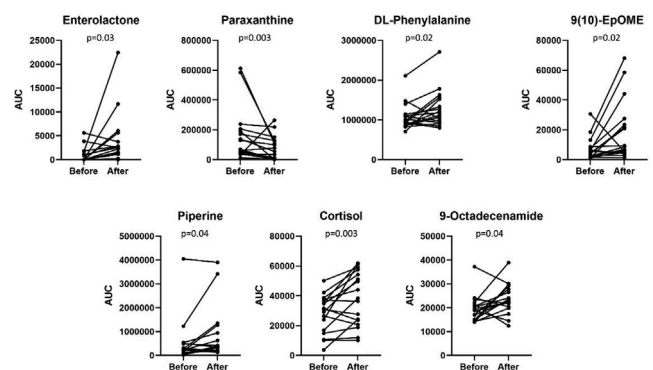 Enterolactone
p=0.03
25000
20000
15000
10000
5000
0
AUC
Before After
Paraxanthine
p=0.003
800000
600000
400000
200000
0
AUC
Before After
DL-Phenylalanine
p=0.02
3000000
2000000
1000000
0
AUC
Before After
9(10)-EpOME
p=0.02
80000
60000
40000
20000
0
AUC
Before After
Piperine
p=0.04
5000000
4000000
3000000
2000000
1000000
0
AUC
Before After
Cortisol
p=0.003
80000
60000
40000
20000
0
AUC
Before After
9-Octadecenamide
p=0.04
50000
40000
30000
20000
10000
0
AUC
Before After